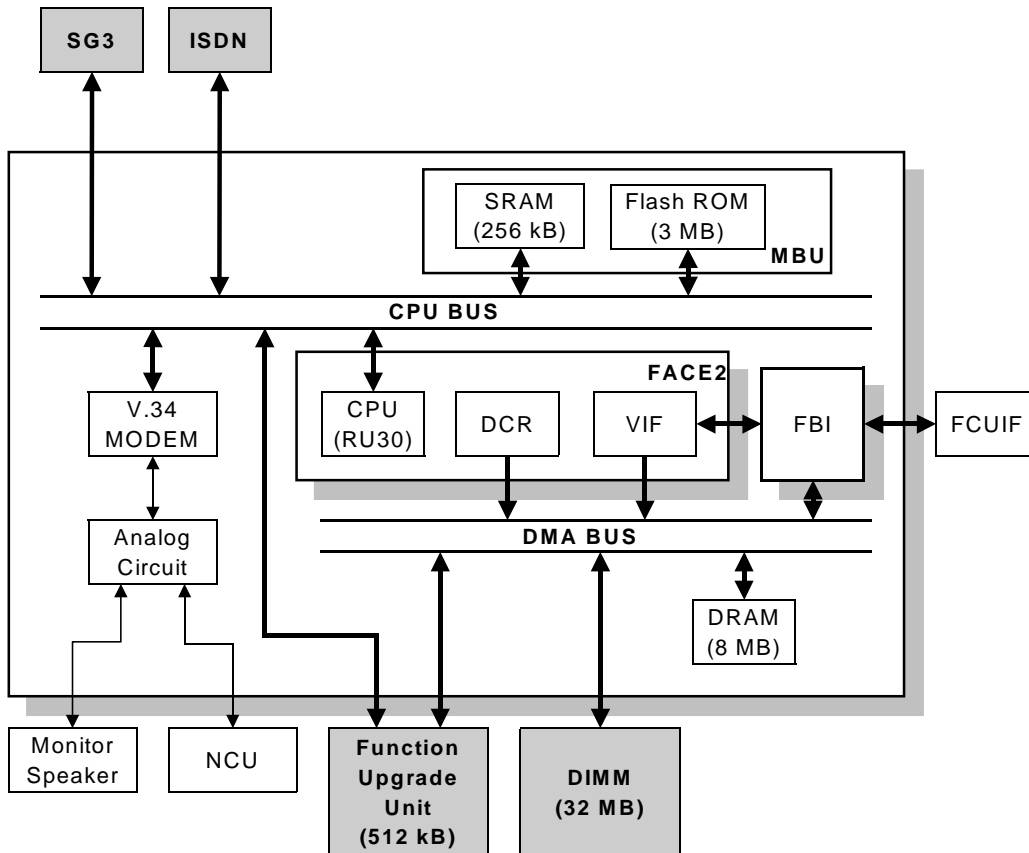 SG3
ISDN
SRAM
(256 kB)
Flash ROM
(3 MB)
MBU
CPU BUS
FACE2
V.34
MODEM
CPU
(RU30)
DCR
VIF
FBI
FCUIF
DMA BUS
Analog
Circuit
DRAM
(8 MB)
Monitor
Speaker
NCU
Function
Upgrade
Unit
(512 kB)
DIMM
(32 MB)